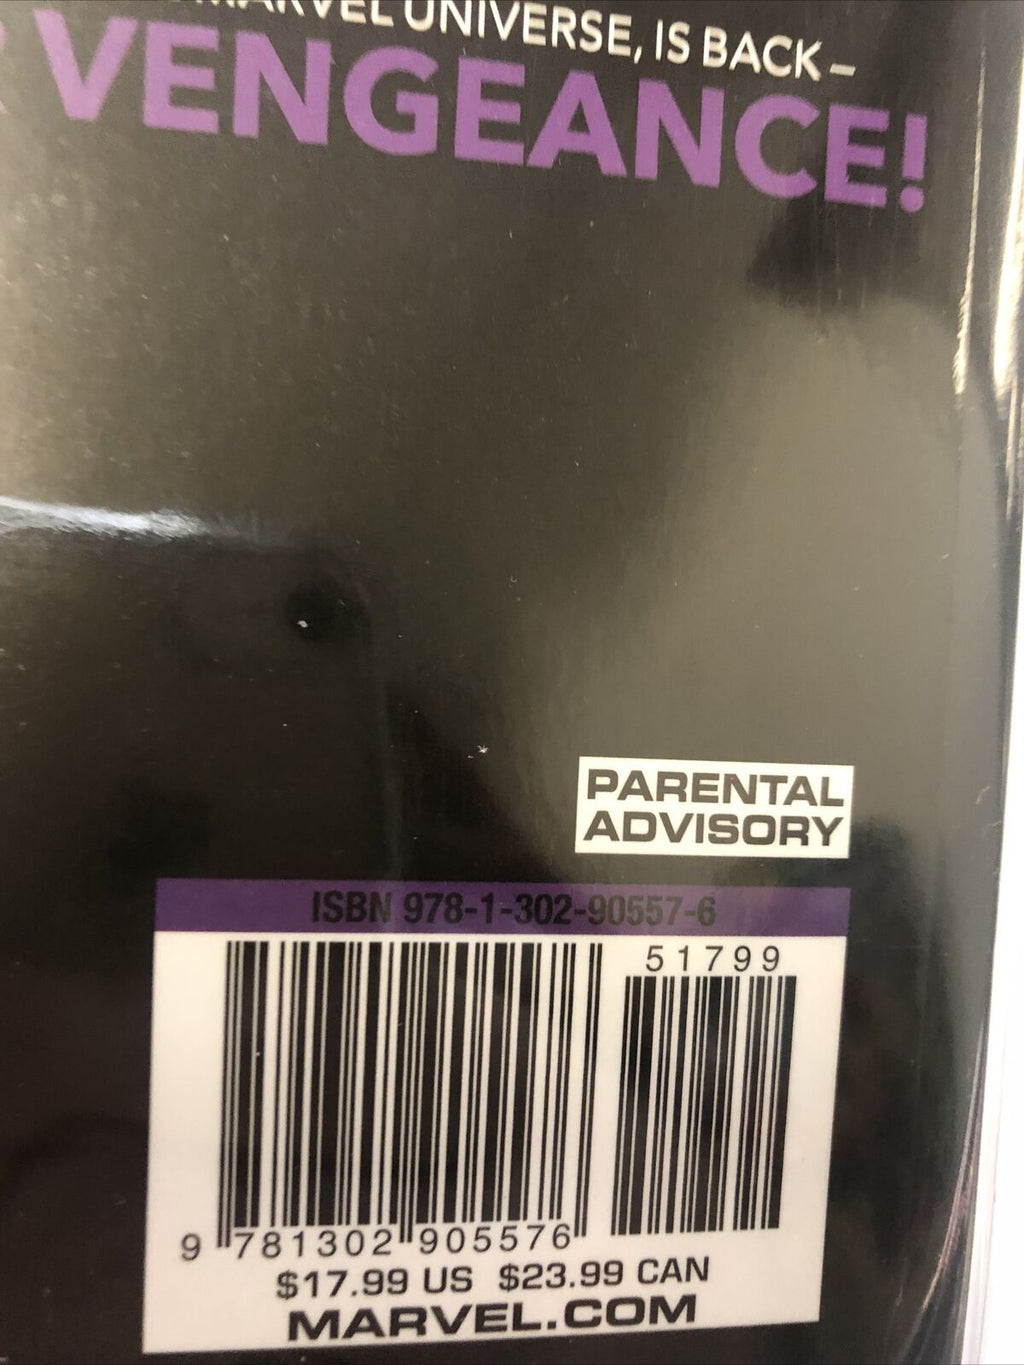 MARVEL UNIVERSE, IS BACK –
VENGEANCE!
PARENTAL
ADVISORY
ISBN 978-1-302-90557-6
51799
9 781302 905576
$17.99 US $23.99 CAN
MARVEL.COM